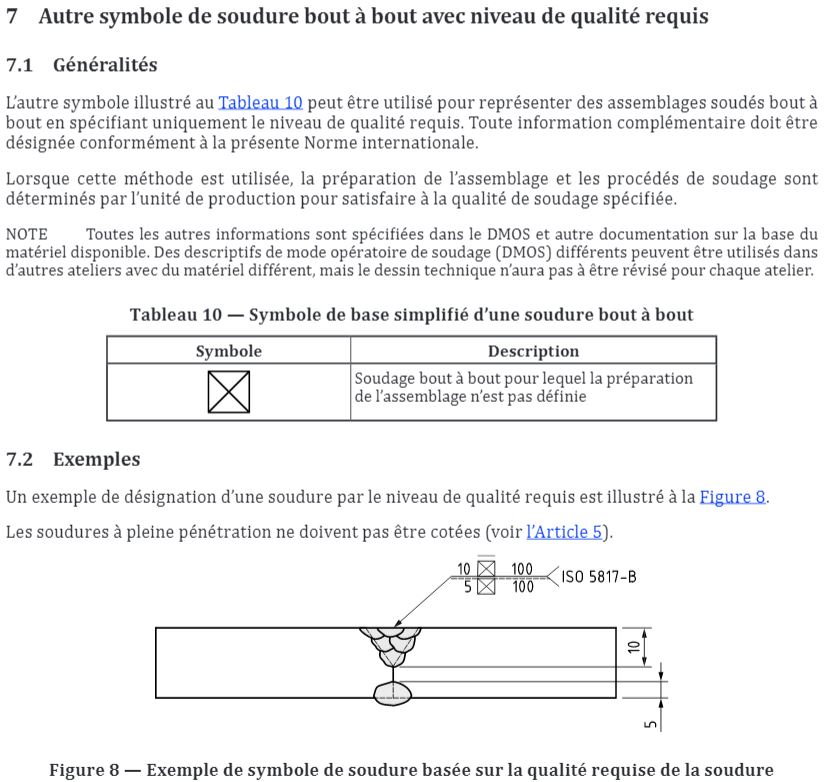 7 Autre symbole de soudure bout à bout avec niveau de qualité requis
7.1 Généralités
L'autre symbole illustré au Tableau 10 peut être utilisé pour représenter des assemblages soudés bout à
bout en spécifiant uniquement le niveau de qualité requis. Toute information complémentaire doit être
désignée conformément à la présente Norme internationale.
Lorsque cette méthode est utilisée, la préparation de l'assemblage et les procédés de soudage sont
déterminés par l'unité de production pour satisfaire à la qualité de soudage spécifiée.
NOTE Toutes les autres informations sont spécifiées dans le DMOS et autre documentation sur la base du
matériel disponible. Des descriptifs de mode opératoire de soudage (DMOS) différents peuvent être utilisés dans
d'autres ateliers avec du matériel différent, mais le dessin technique n'aura pas à être révisé pour chaque atelier.
Tableau 10 — Symbole de base simplifié d'une soudure bout à bout
Symbole Description
Soudage bout à bout pour lequel la préparation
de l'assemblage n'est pas définie
7.2 Exemples
Un exemple de désignation d'une soudure par le niveau de qualité requis est illustré à la Figure 8.
Les soudures à pleine pénétration ne doivent pas être cotées (voir l'Article 5).
10 100
ISO 5817-B
5 100
10
5
Figure 8 — Exemple de symbole de soudure basée sur la qualité requise de la soudure